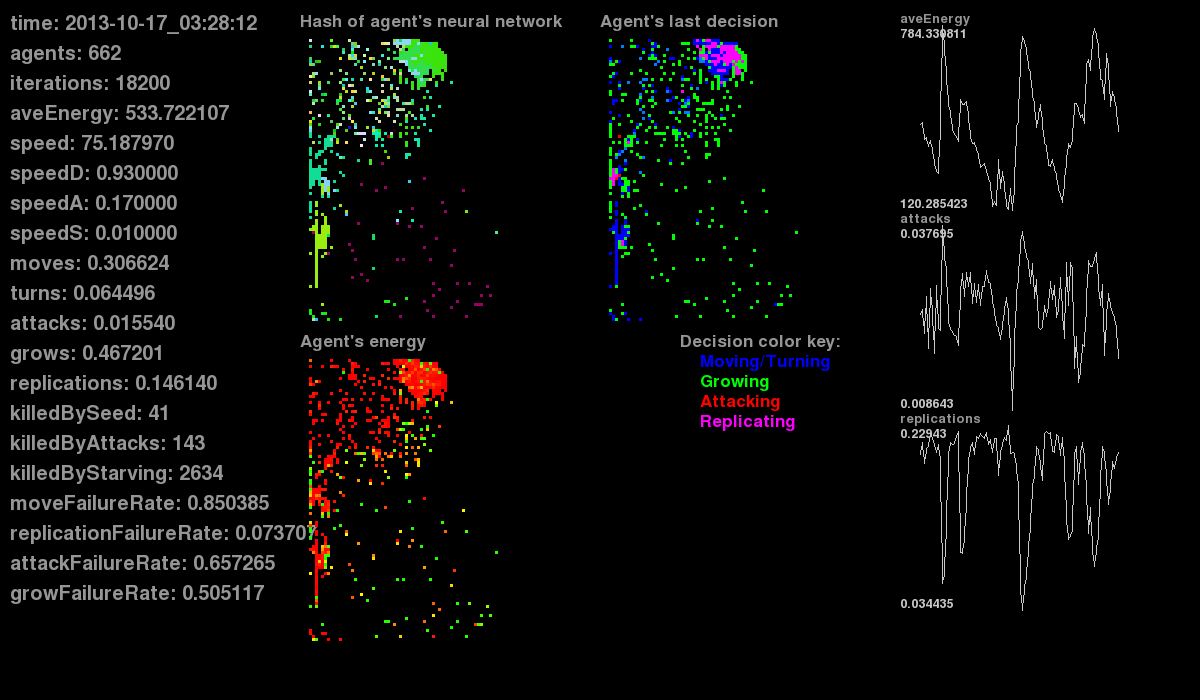 time: 2013-10-17_03:28:12
agents: 662
iterations: 18200
aveEnergy: 533.722107
speed: 75.187970
speedD: 0.930000
speedA: 0.170000
speedS: 0.010000
moves: 0.306624
turns: 0.064496
attacks: 0.015540
grows: 0.467201
replications: 0.146140
killedBySeed: 41
killedByAttacks: 143
killedByStarving: 2634
moveFailureRate: 0.850385
replicationFailureRate: 0.073707
attackFailureRate: 0.657265
growFailureRate: 0.505117
Hash of agent's neural network
Agent's last decision
Agent's energy
Decision color key:
Moving/Turning
Growing
Attacking
Replicating
aveEnergy
784.330811
120.285423
attacks
0.037695
0.008643
replications
0.22943
0.034435